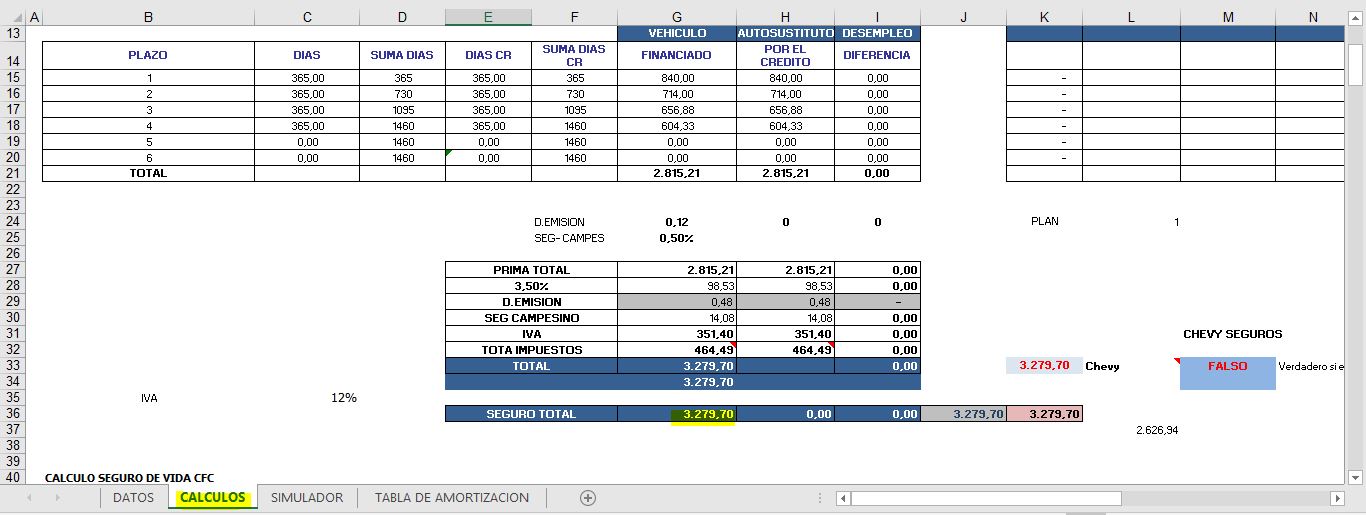 A B C D E F G H I J K L M N
13 VEHICULO AUTOSUSTITUTO DESEMPLEO
14 PLAZO DIAS SUMA DIAS DIAS CR SUMA DIAS CR FINANCIADO POR EL CREDITO DIFERENCIA
15 1 365,00 365 365,00 365 840,00 840,00 0,00 -
16 2 365,00 730 365,00 730 714,00 714,00 0,00 -
17 3 365,00 1095 365,00 1095 656,88 656,88 0,00 -
18 4 365,00 1460 365,00 1460 604,33 604,33 0,00 -
19 5 0,00 1460 0,00 1460 0,00 0,00 0,00 -
20 6 0,00 1460 0,00 1460 0,00 0,00 0,00 -
21 TOTAL 2.815,21 2.815,21 0,00
22
23
24 D.EMISION 0,12 0 0 PLAN 1
25 SEG- CAMPES 0,50%
26
27 PRIMA TOTAL 2.815,21 2.815,21 0,00
28 3,50% 98,53 98,53 0,00
29 D.EMISION 0,48 0,48 -
30 SEG CAMPESINO 14,08 14,08 0,00
31 IVA 351,40 351,40 0,00 CHEVY SEGUROS
32 TOTA IMPUESTOS 464,49 464,49 0,00
33 TOTAL 3.279,70 0,00 3.279,70 Chevy FALSO Verdadero si e
34 3.279,70
35 IVA 12%
36 SEGURO TOTAL 3.279,70 0,00 0,00 3.279,70 3.279,70
37 2.626,94
38
39
40 CALCULO SEGURO DE VIDA CFC
DATOS CALCULOS SIMULADOR TABLA DE AMORTIZACION